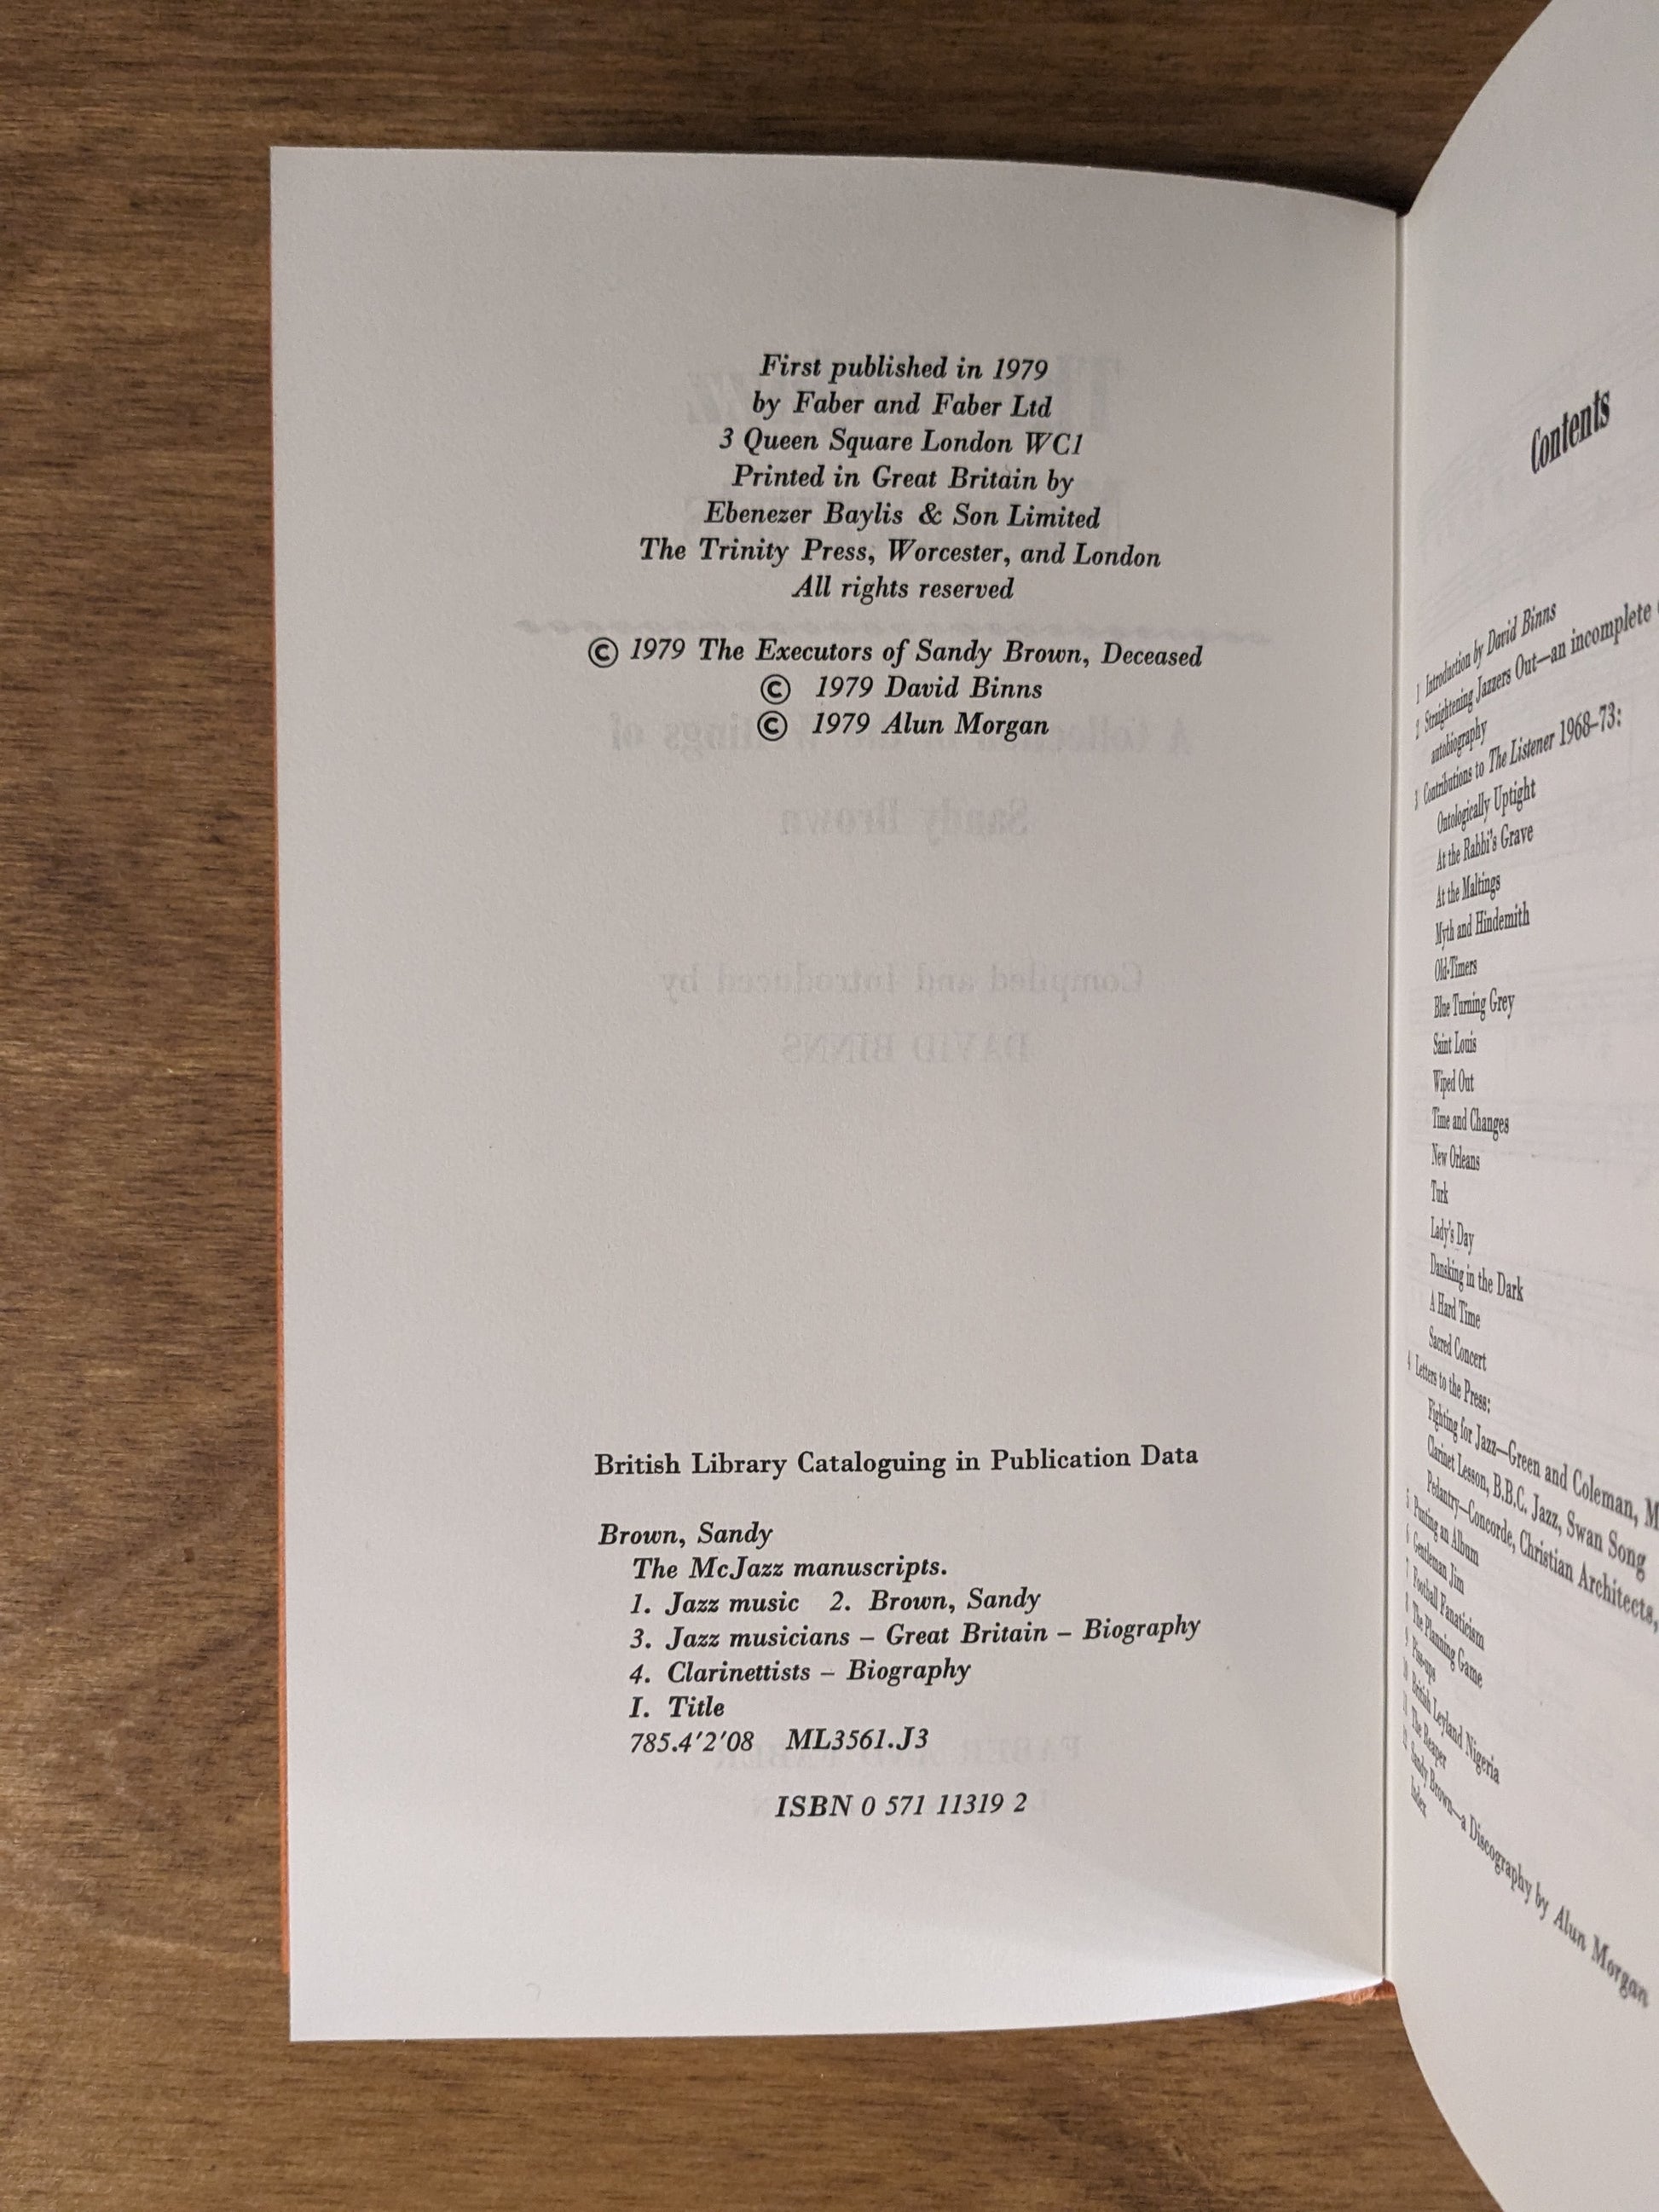 First published in 1979
by Faber and Faber Ltd
3 Queen Square London WC1
Printed in Great Britain by
Ebenezer Baylis & Son Limited
The Trinity Press, Worcester, and London
All rights reserved
© 1979 The Executors of Sandy Brown, Deceased
© 1979 David Binns
© 1979 Alun Morgan
British Library Cataloguing in Publication Data
Brown, Sandy
The McJazz manuscripts.
1. Jazz music 2. Brown, Sandy
3. Jazz musicians – Great Britain – Biography
4. Clarinettists – Biography
I. Title
785.4'2'08 ML3561.J3
ISBN 0 571 11319 2
Contents
1 Introduction by David Binns
2 Straightening Jazzers Out—an incomplete
autobiography
3 Contributions to The Listener 1968–73:
Ontologically Uptight
At the Rabbi's Grave
At the Maltings
Myth and Hindemith
Old-Timers
Blue Turning Grey
Saint Louis
Wiped Out
Time and Changes
New Orleans
Turk
Lady's Day
Dansking in the Dark
A Hard Time
Sacred Concert
4 Letters to the Press:
Fighting for Jazz—Green and Coleman, M
Clarinet Lesson, B.B.C. Jazz, Swan Song
Pedantry—Concorde, Christian Architects,
5 Putting an Album
6 Gentleman Jim
7 Football Fanaticism
8 The Planning Game
9
10 British Leyland Nigeria
11 The Reaper
12 Sandy Brown—a Discography by Alun Morgan
Index